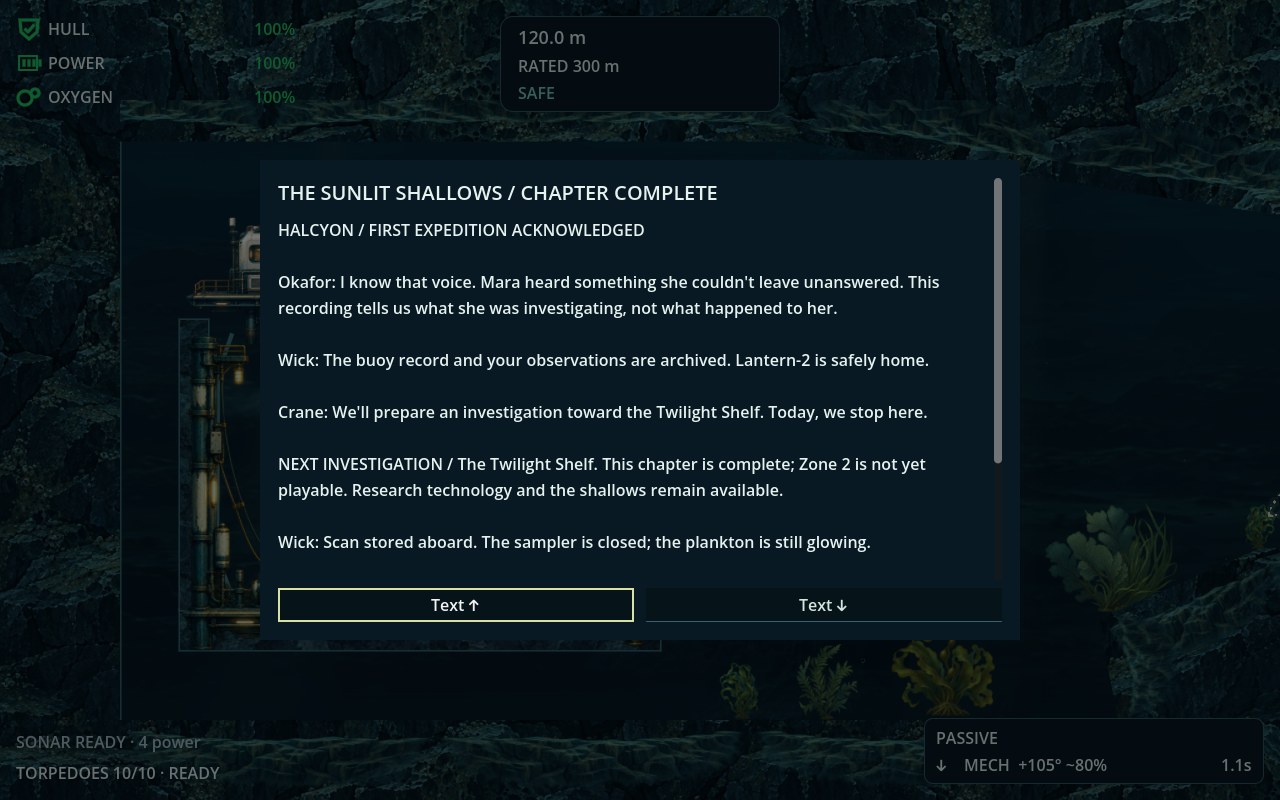 HULL 100%
POWER 100%
OXYGEN 100%
120.0 m
RATED 300 m
SAFE
THE SUNLIT SHALLOWS / CHAPTER COMPLETE
HALCYON / FIRST EXPEDITION ACKNOWLEDGED
Okafor: I know that voice. Mara heard something she couldn't leave unanswered. This
recording tells us what she was investigating, not what happened to her.
Wick: The buoy record and your observations are archived. Lantern-2 is safely home.
Crane: We'll prepare an investigation toward the Twilight Shelf. Today, we stop here.
NEXT INVESTIGATION / The Twilight Shelf. This chapter is complete; Zone 2 is not yet
playable. Research technology and the shallows remain available.
Wick: Scan stored aboard. The sampler is closed; the plankton is still glowing.
Text ↑
Text ↓
SONAR READY · 4 power
TORPEDOES 10/10 · READY
PASSIVE
↓ MECH +105° ~80% 1.1s